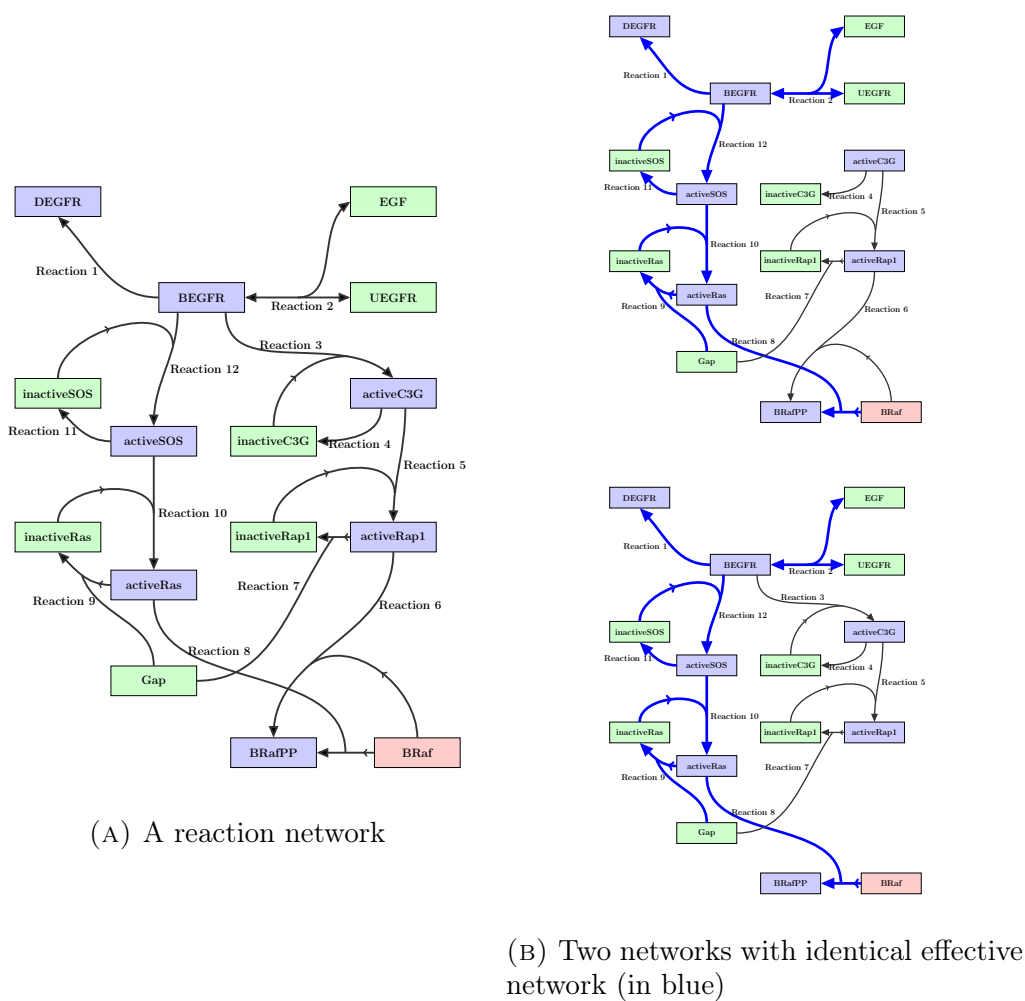 DEGFR
EGF
Reaction 1
BEGFR
Reaction 2
UEGFR
Reaction 3
Reaction 12
inactiveSOS
activeC3G
Reaction 11
activeSOS
inactiveC3G
Reaction 4
Reaction 5
Reaction 10
inactiveRas
inactiveRap1
activeRap1
activeRas
Reaction 7
Reaction 9
Reaction 6
Reaction 8
Gap
BRafPP
BRaf
(A) A reaction network
DEGFR
EGF
Reaction 1
BEGFR
Reaction 2
UEGFR
Reaction 12
inactiveSOS
activeC3G
Reaction 11
activeSOS
inactiveC3G
Reaction 4
Reaction 5
Reaction 10
inactiveRas
inactiveRap1
activeRap1
activeRas
Reaction 7
Reaction 9
Reaction 6
Reaction 8
Gap
BRafPP
BRaf
DEGFR
EGF
Reaction 1
BEGFR
Reaction 2
UEGFR
Reaction 3
Reaction 12
inactiveSOS
activeC3G
Reaction 11
activeSOS
inactiveC3G
Reaction 4
Reaction 5
Reaction 10
inactiveRas
inactiveRap1
activeRap1
activeRas
Reaction 7
Reaction 9
Reaction 8
Gap
BRafPP
BRaf
(B) Two networks with identical effective
network (in blue)